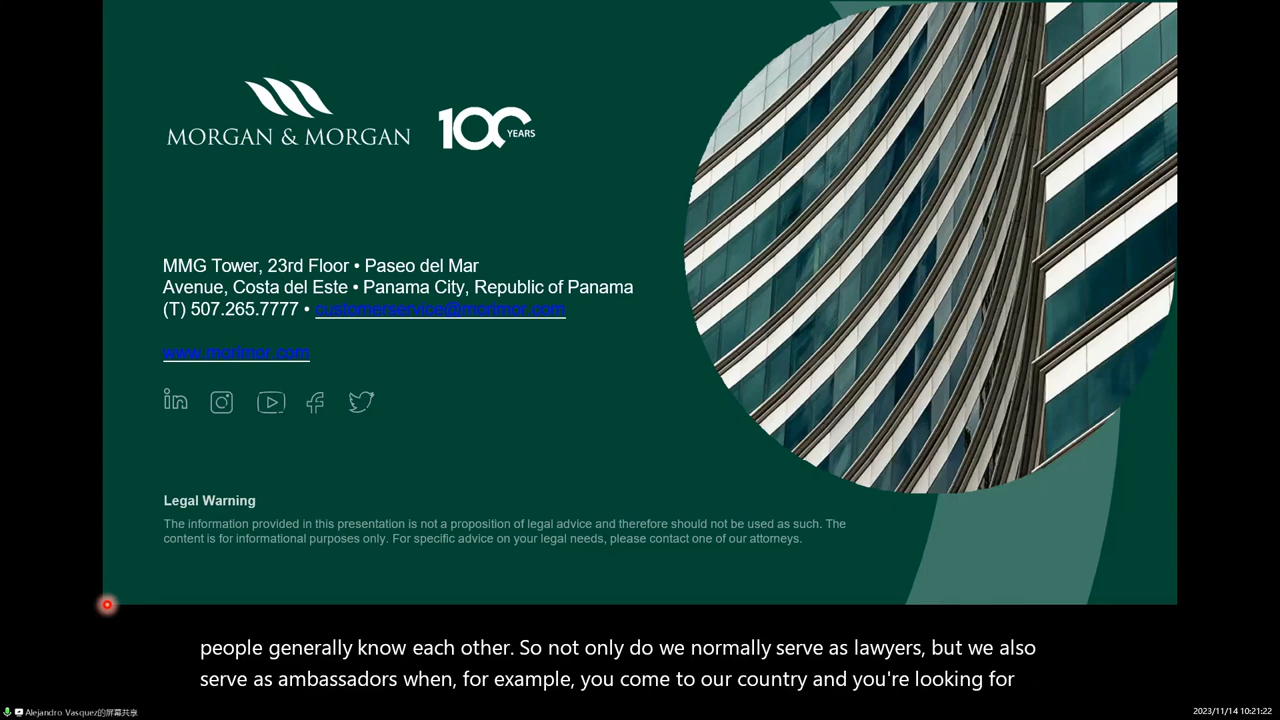 MORGAN & MORGAN
100 YEARS
MMG Tower, 23rd Floor • Paseo del Mar
Avenue, Costa del Este • Panama City, Republic of Panama
(T) 507.265.7777 • customerservice@morimor.com
www.morimor.com
Legal Warning
The information provided in this presentation is not a proposition of legal advice and therefore should not be used as such. The
content is for informational purposes only. For specific advice on your legal needs, please contact one of our attorneys.
people generally know each other. So not only do we normally serve as lawyers, but we also
serve as ambassadors when, for example, you come to our country and you're looking for
Alejandro Vasquez的屏幕共享
2023/11/14 10:21:22